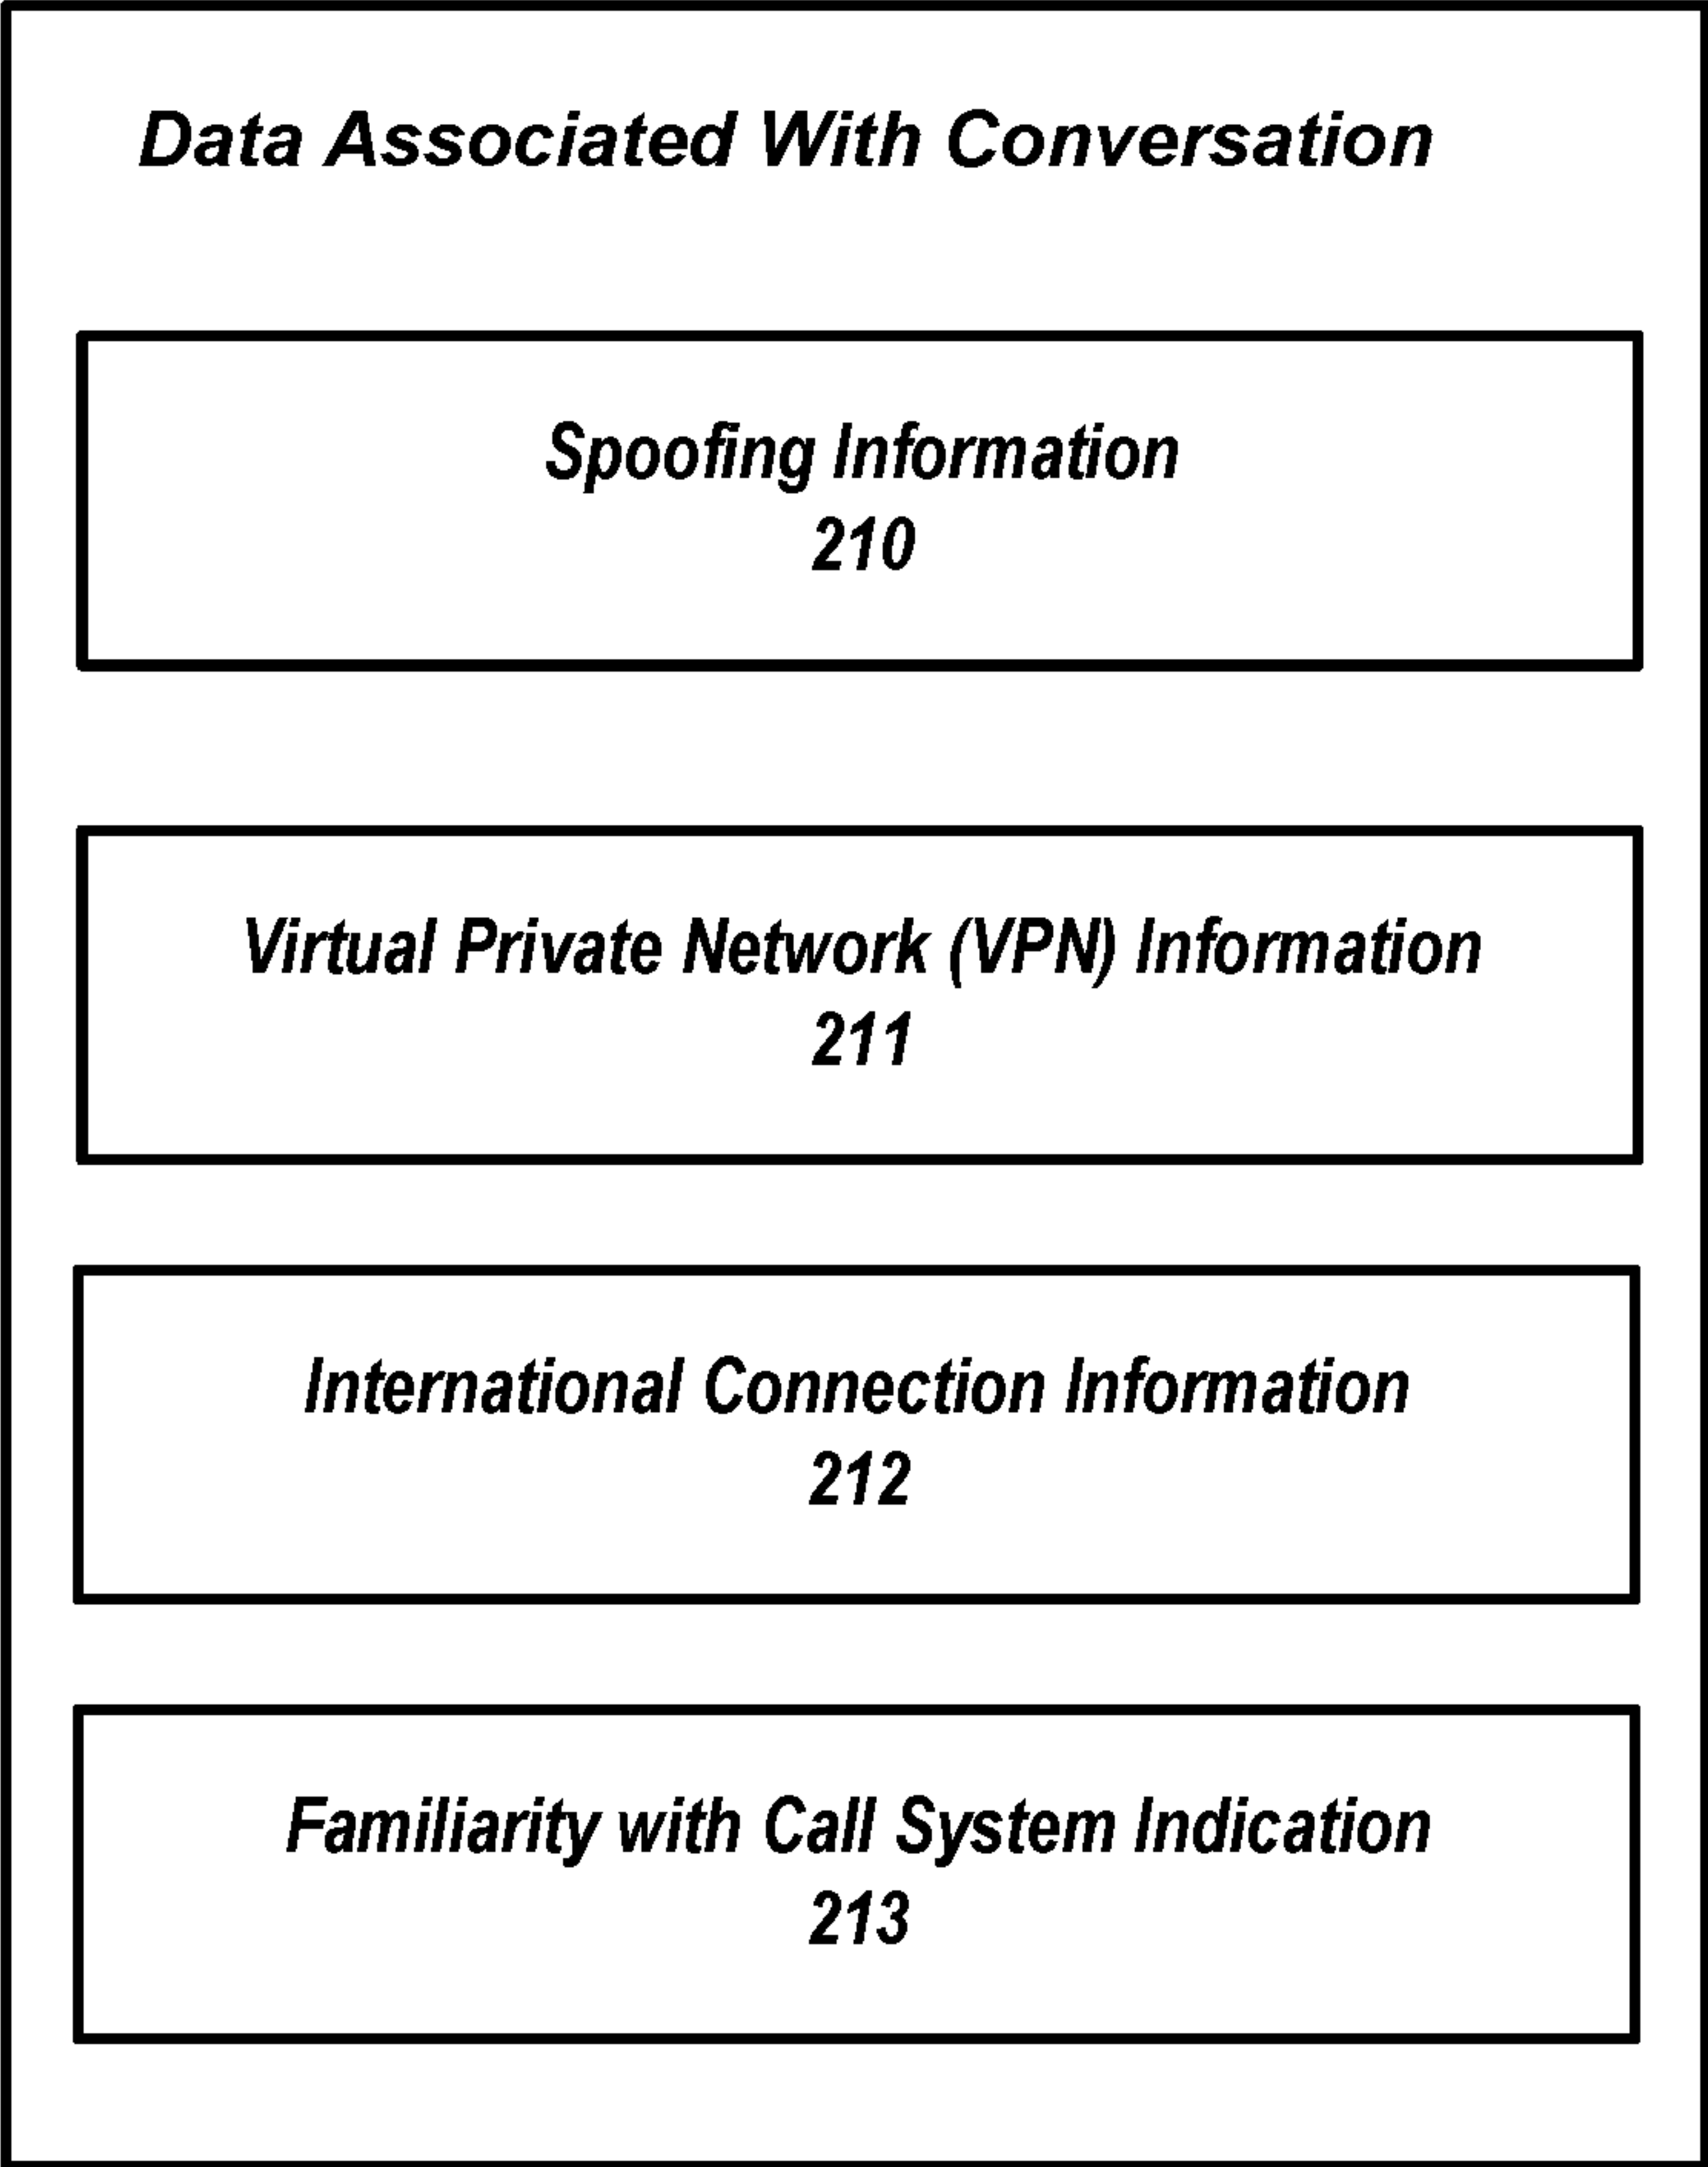 Data Associated With Conversation
Spoofing Information
210
Virtual Private Network (VPN) Information
211
International Connection Information
212
Familiarity with Call System Indication
213